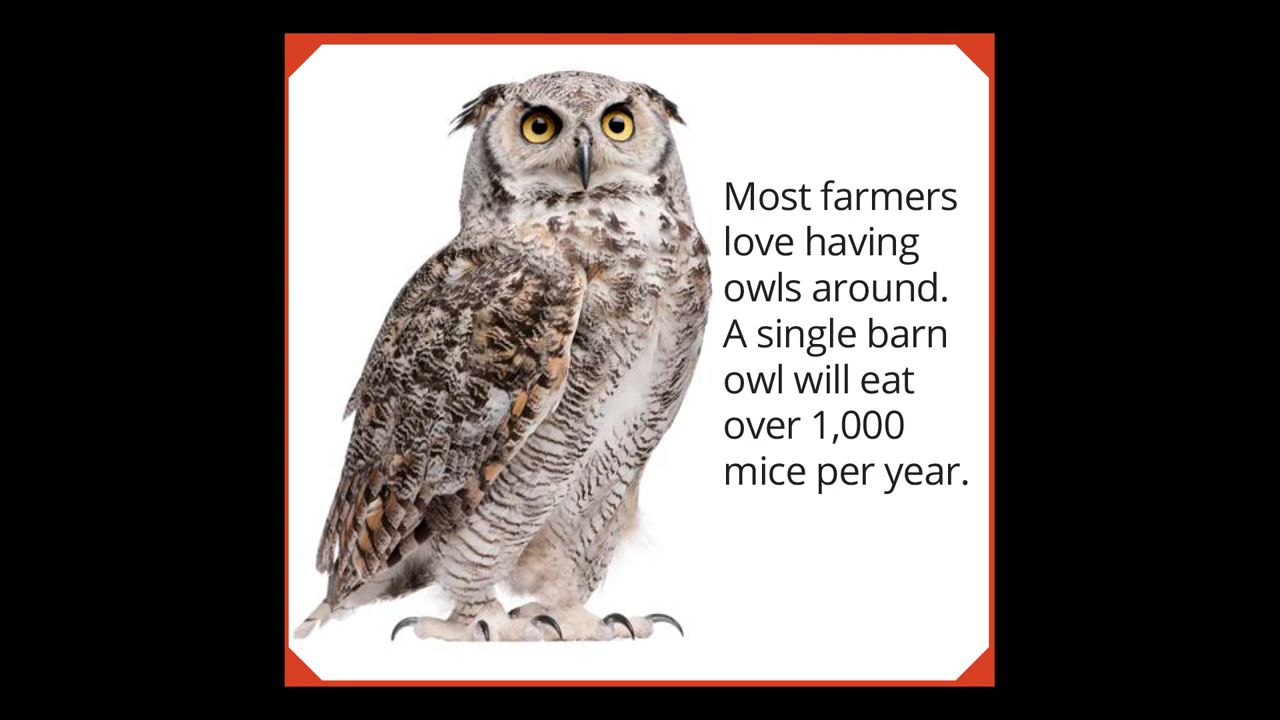 Most farmers
love having
owls around.
A single barn
owl will eat
over 1,000
mice per year.